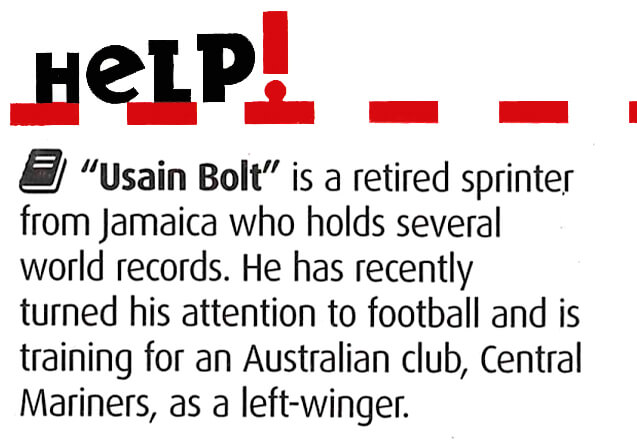 HeLP!
“Usain Bolt” is a retired sprinter
from Jamaica who holds several
world records. He has recently
turned his attention to football and is
training for an Australian club, Central
Mariners, as a left-winger.